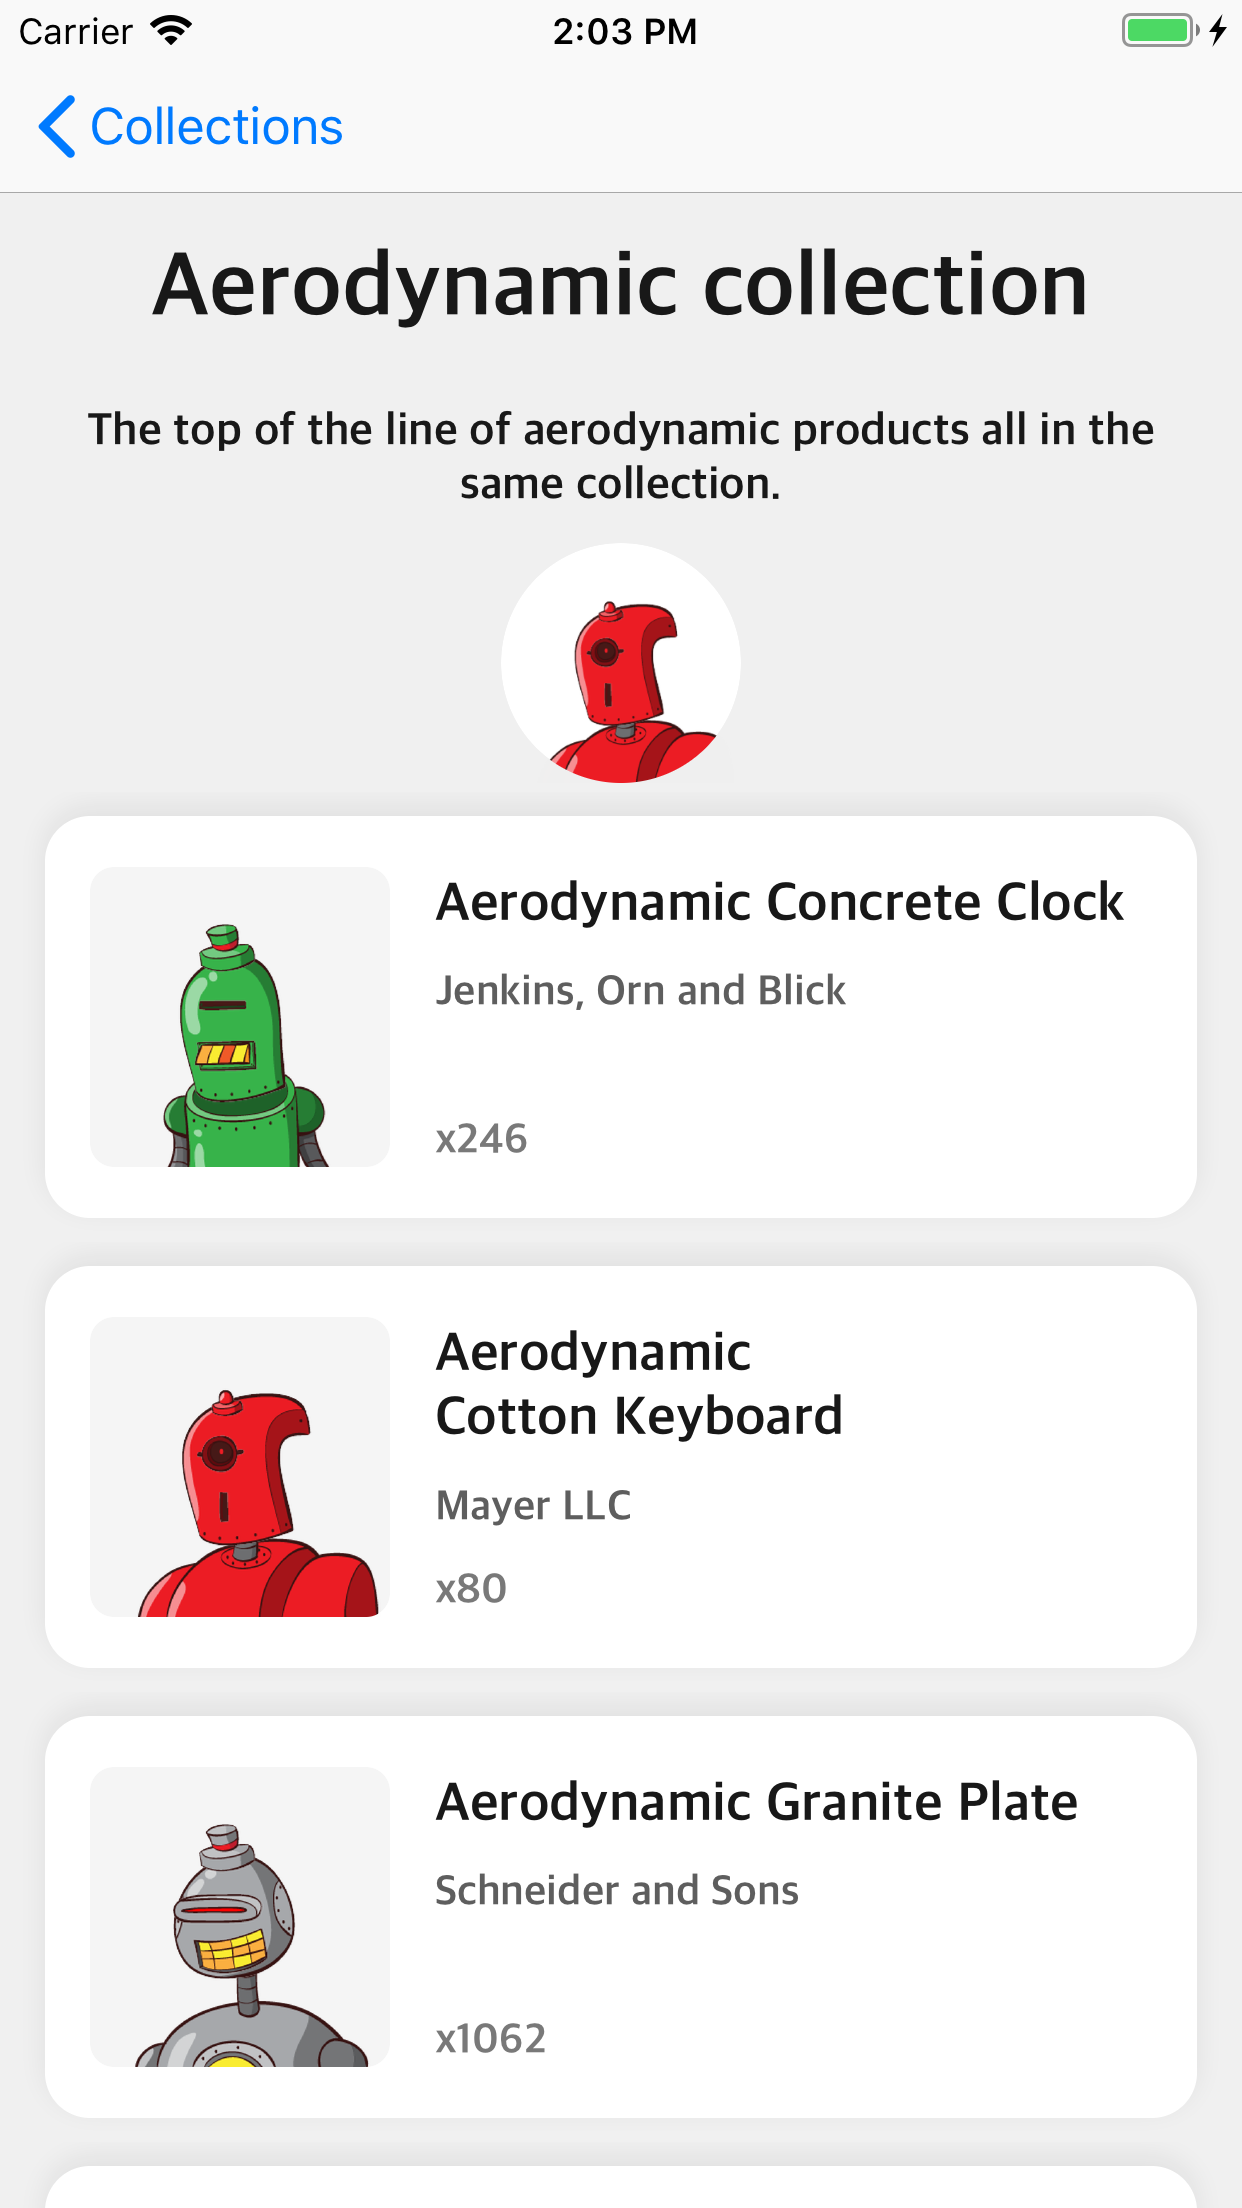 Carrier 2:03 PM
Collections
Aerodynamic collection
The top of the line of aerodynamic products all in the
same collection.
Aerodynamic Concrete Clock
Jenkins, Orn and Blick
x246
Aerodynamic
Cotton Keyboard
Mayer LLC
x80
Aerodynamic Granite Plate
Schneider and Sons
x1062